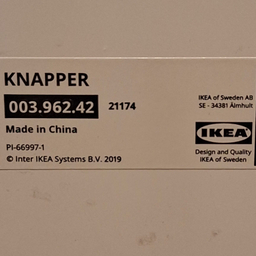 KNAPPER
003.962.42 21174
Made in China
PI-66997-1
© Inter IKEA Systems B.V. 2019
IKEA of Sweden AB
SE - 34381 Älmhult
IKEA
Design and Quality
IKEA of Sweden